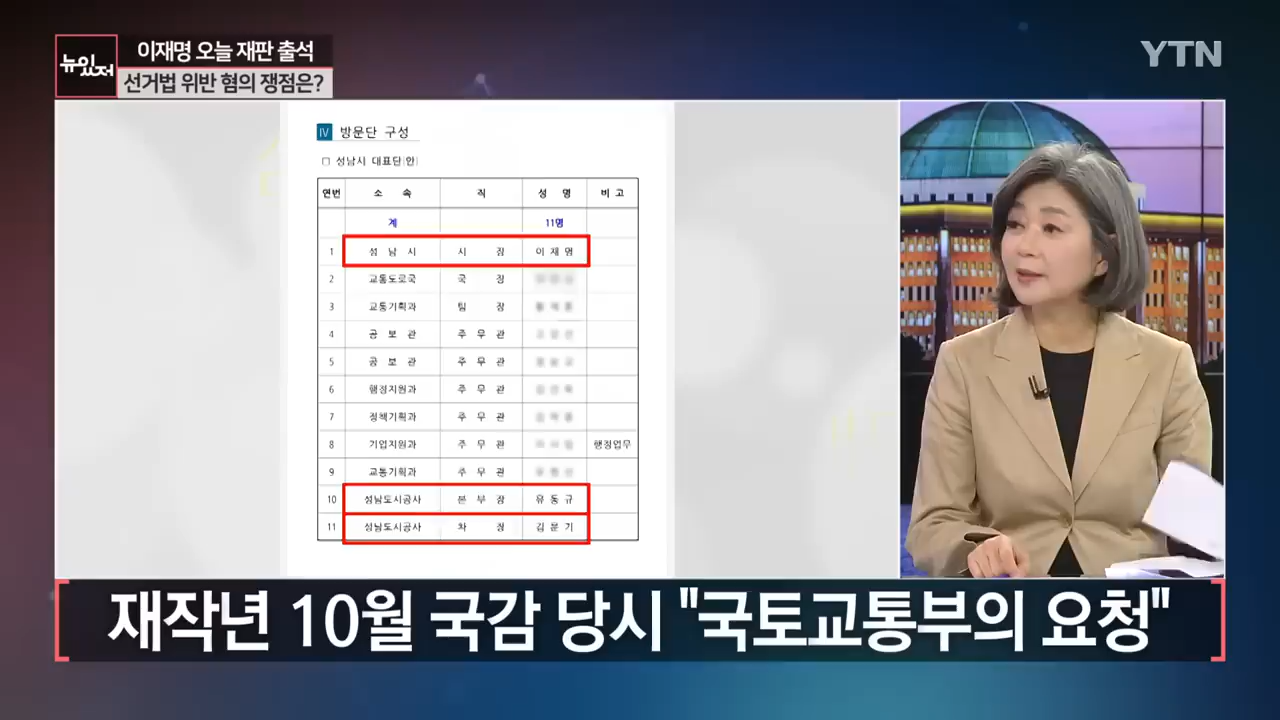 뉴있저
이재명 오늘 재판 출석
선거법 위반 혐의 쟁점은?
YTN
Ⅳ 방문단 구성
□ 성남시 대표단(안)
연번 소 속 직 성 명 비 고
계 11명
1 성 남 시 시 장 이 재 명
2 교통도로국 국 장
3 교통기획과 팀 장
4 공 보 관 주 무 관
5 공 보 관 주 무 관
6 행정지원과 주 무 관
7 정책기획과 주 무 관
8 기업지원과 주 무 관 행정업무
9 교통기획과 주 무 관
10 성남도시공사 본 부 장 유 동 규
11 성남도시공사 차 장 김 문 기
재작년 10월 국감 당시 "국토교통부의 요청"